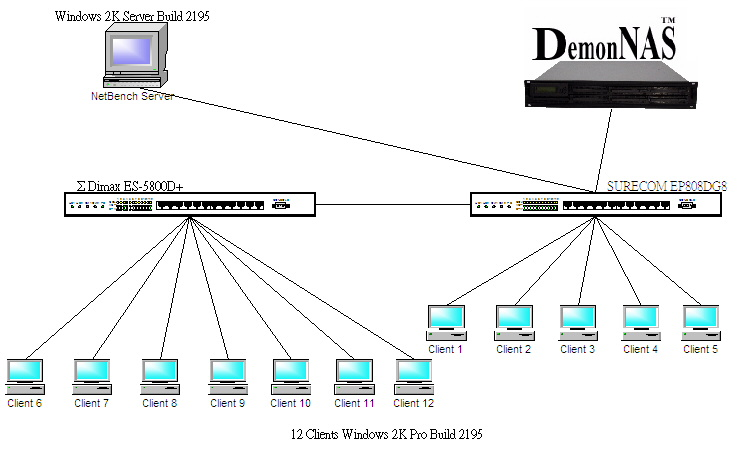 Windows 2K Server Build 2195
NetBench Server
DemonNAS™
Σ Dimax ES-5800D+
SURECOM EP808DG8
Client 1
Client 2
Client 3
Client 4
Client 5
Client 6
Client 7
Client 8
Client 9
Client 10
Client 11
Client 12
12 Clients Windows 2K Pro Build 2195